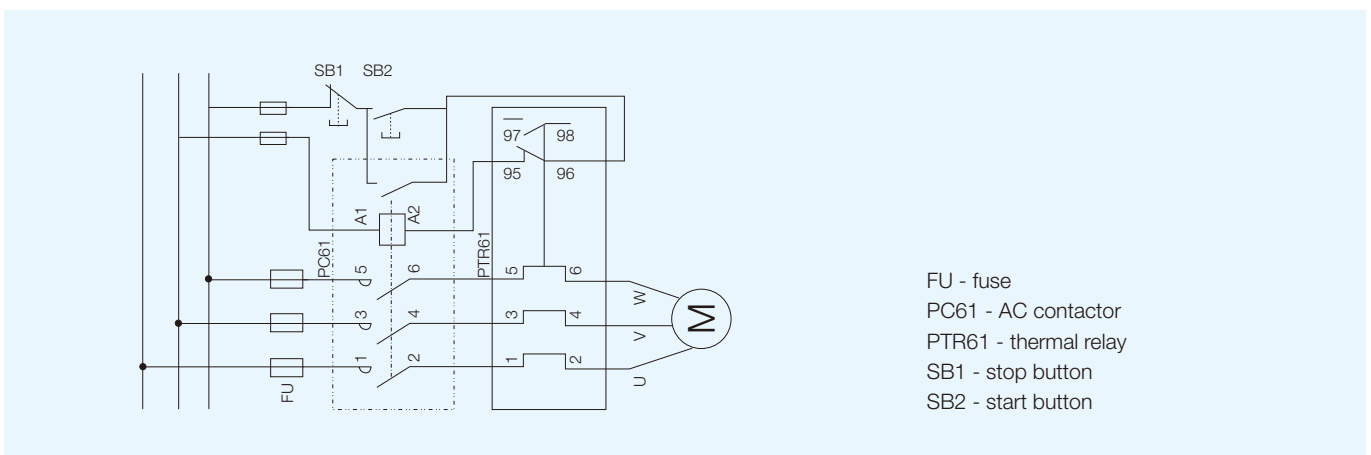 SB1 SB2
97 98
95 96
A1 A2
PC61
PTR61
5 6 5 6
W
3 4 3 4
V
M
1 2 1 2
U
FU
FU - fuse
PC61 - AC contactor
PTR61 - thermal relay
SB1 - stop button
SB2 - start button